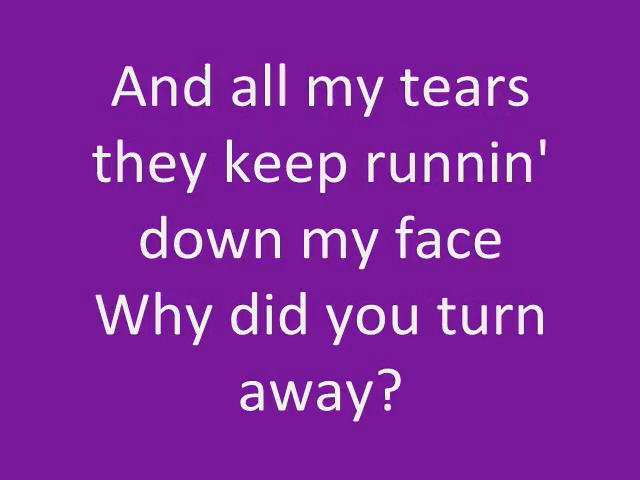 And all my tears
they keep runnin'
down my face
Why did you turn
away?